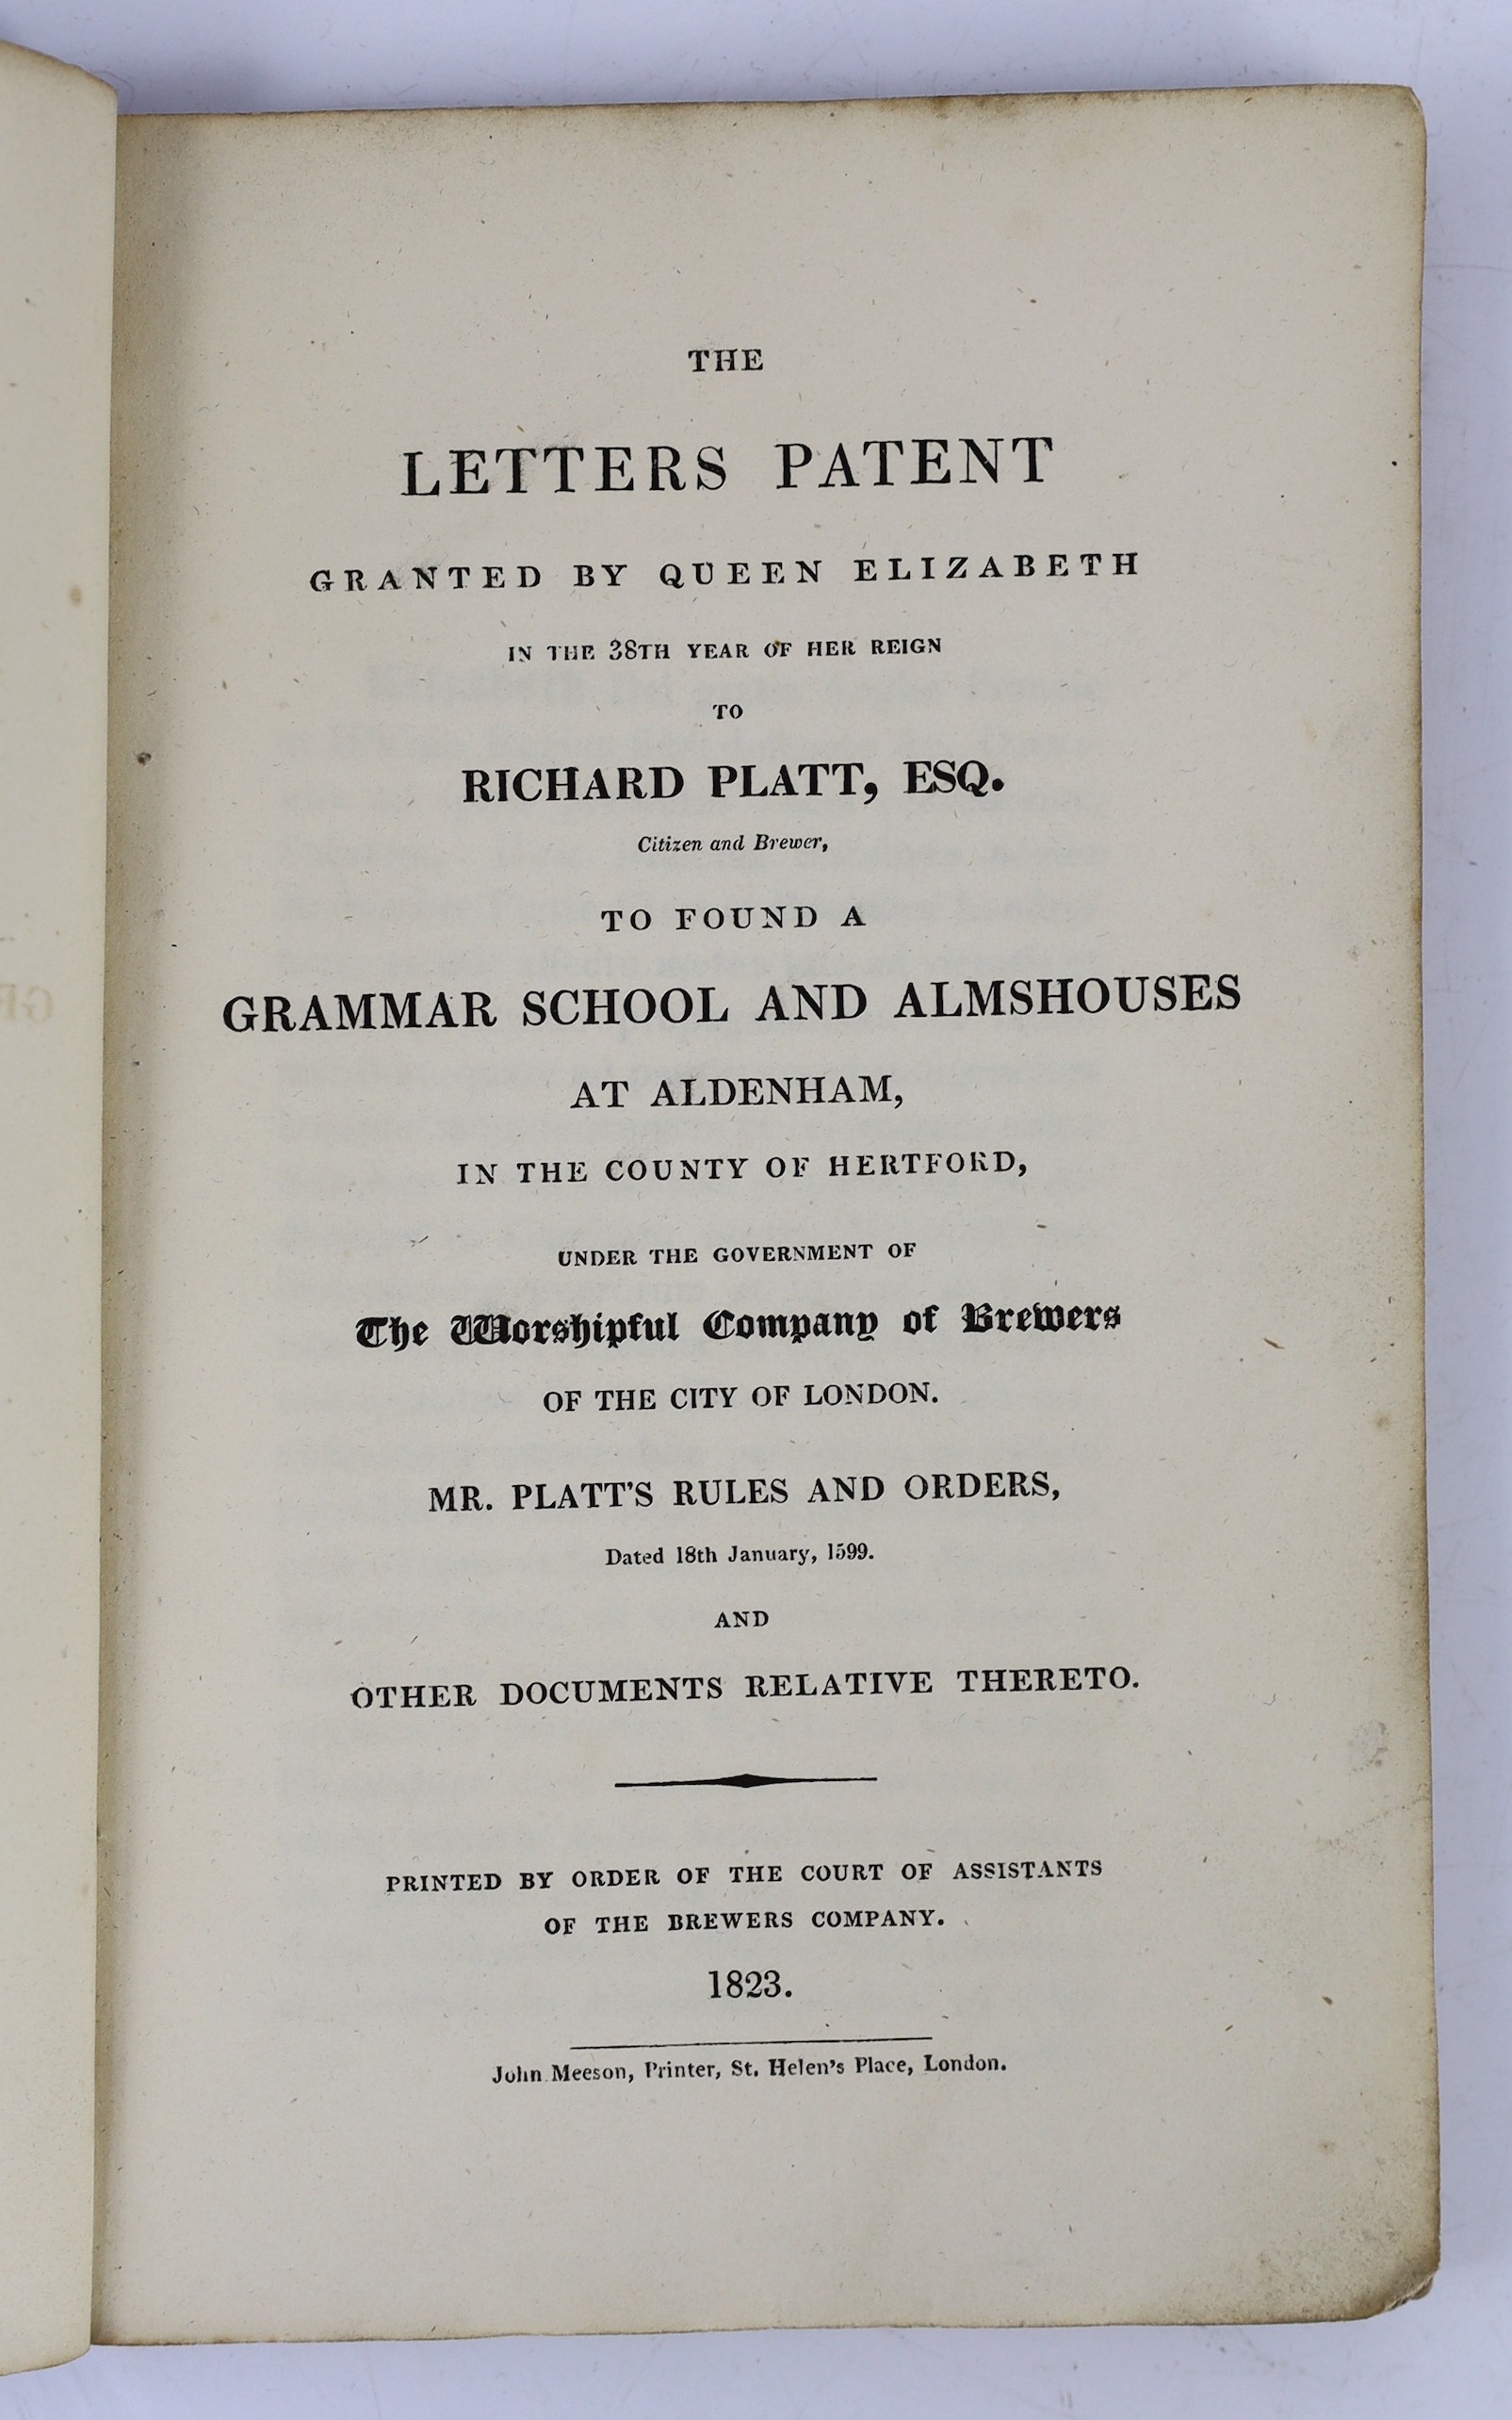 THE
LETTERS PATENT
GRANTED BY QUEEN ELIZABETH
IN THE 38TH YEAR OF HER REIGN
TO
RICHARD PLATT, ESQ.
Citizen and Brewer,
TO FOUND A
GRAMMAR SCHOOL AND ALMSHOUSES
AT ALDENHAM,
IN THE COUNTY OF HERTFORD,
UNDER THE GOVERNMENT OF
The Worshipful Company of Brewers
OF THE CITY OF LONDON.
MR. PLATT'S RULES AND ORDERS,
Dated 18th January, 1599.
AND
OTHER DOCUMENTS RELATIVE THERETO.
PRINTED BY ORDER OF THE COURT OF ASSISTANTS
OF THE BREWERS COMPANY.
1823.
John Meeson, Printer, St. Helen's Place, London.